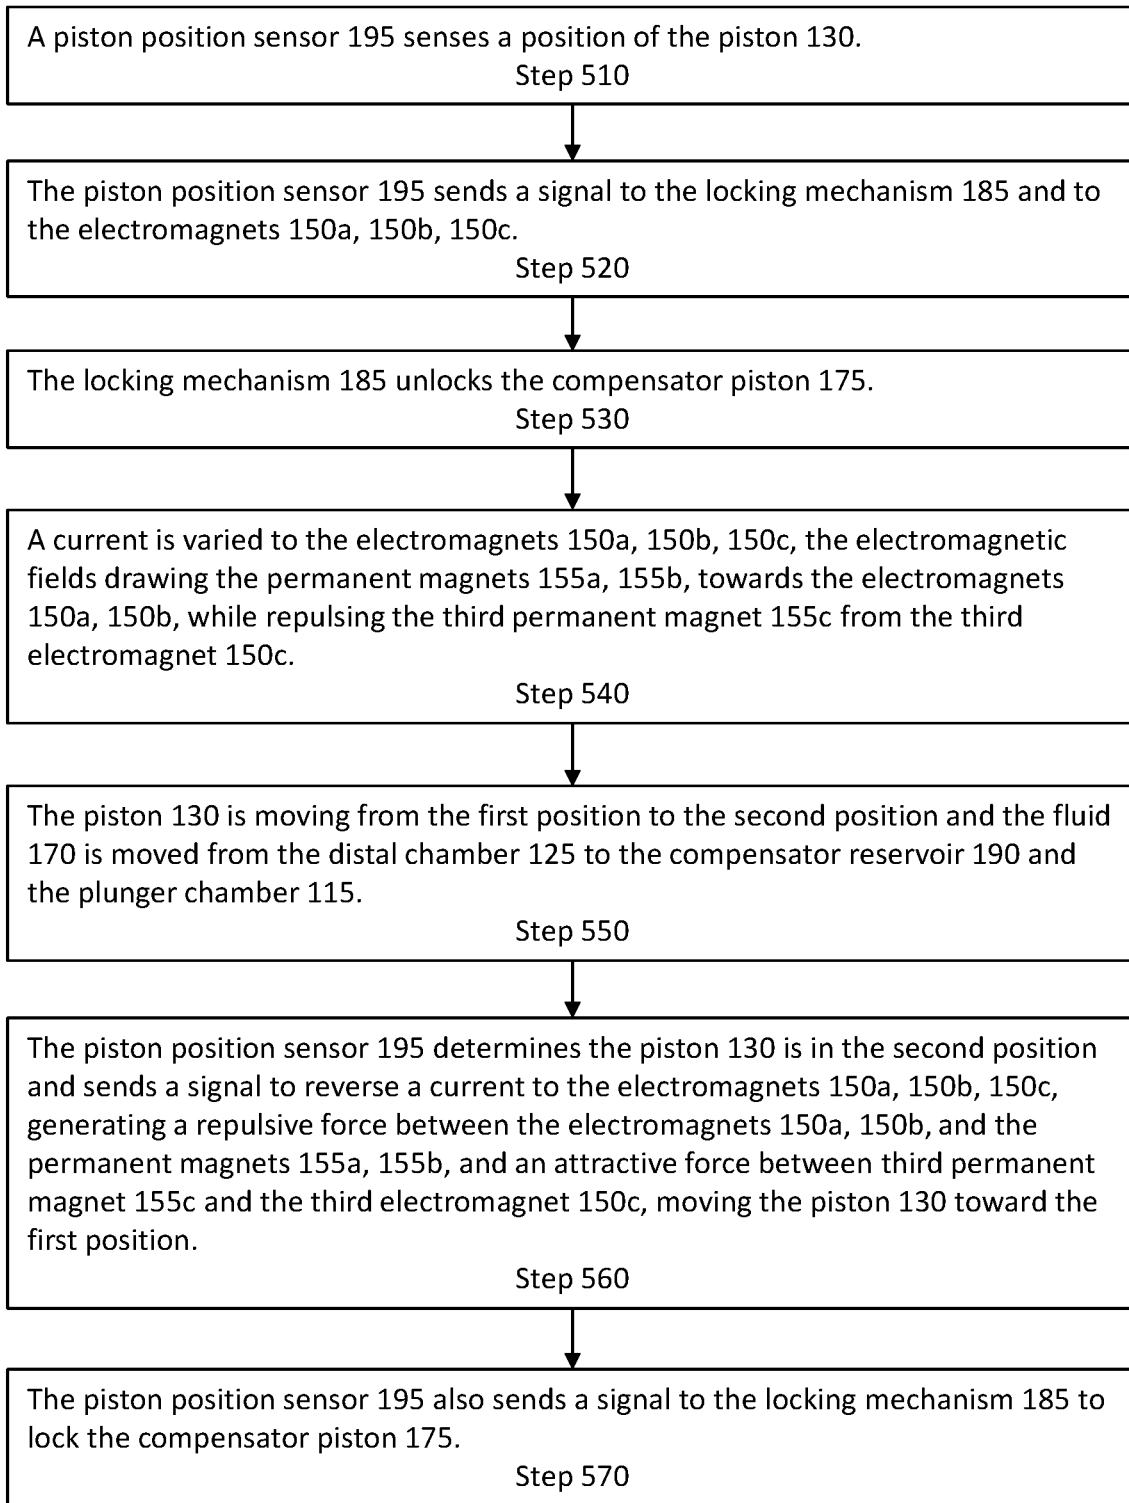 A piston position sensor 195 senses a position of the piston 130.
Step 510
The piston position sensor 195 sends a signal to the locking mechanism 185 and to
the electromagnets 150a, 150b, 150c.
Step 520
The locking mechanism 185 unlocks the compensator piston 175.
Step 530
A current is varied to the electromagnets 150a, 150b, 150c, the electromagnetic
fields drawing the permanent magnets 155a, 155b, towards the electromagnets
150a, 150b, while repulsing the third permanent magnet 155c from the third
electromagnet 150c.
Step 540
The piston 130 is moving from the first position to the second position and the fluid
170 is moved from the distal chamber 125 to the compensator reservoir 190 and
the plunger chamber 115.
Step 550
The piston position sensor 195 determines the piston 130 is in the second position
and sends a signal to reverse a current to the electromagnets 150a, 150b, 150c,
generating a repulsive force between the electromagnets 150a, 150b, and the
permanent magnets 155a, 155b, and an attractive force between third permanent
magnet 155c and the third electromagnet 150c, moving the piston 130 toward the
first position.
Step 560
The piston position sensor 195 also sends a signal to the locking mechanism 185 to
lock the compensator piston 175.
Step 570